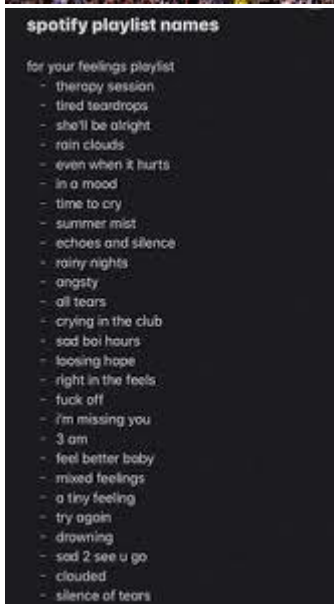 spotify playlist names
for your feelings playlist
- therapy session
- tired teardrops
- she'll be alright
- rain clouds
- even when it hurts
- in a mood
- time to cry
- summer mist
- echoes and silence
- rainy nights
- angsty
- all tears
- crying in the club
- sad boi hours
- loosing hope
- right in the feels
- fuck off
- i'm missing you
- 3 am
- feel better baby
- mixed feelings
- a tiny feeling
- try again
- drowning
- sad 2 see u go
- clouded
- silence of tears